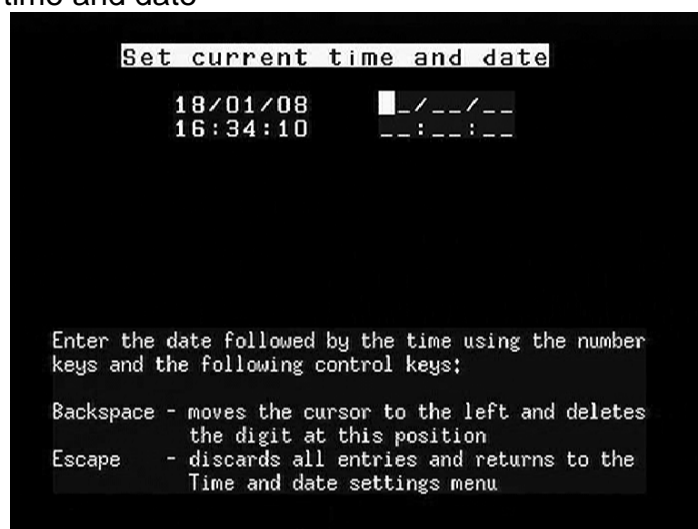 time and date
Set current time and date
18/01/08 _/__/__
16:34:10 __:__:__
Enter the date followed by the time using the number
keys and the following control keys:
Backspace - moves the cursor to the left and deletes
the digit at this position
Escape - discards all entries and returns to the
Time and date settings menu